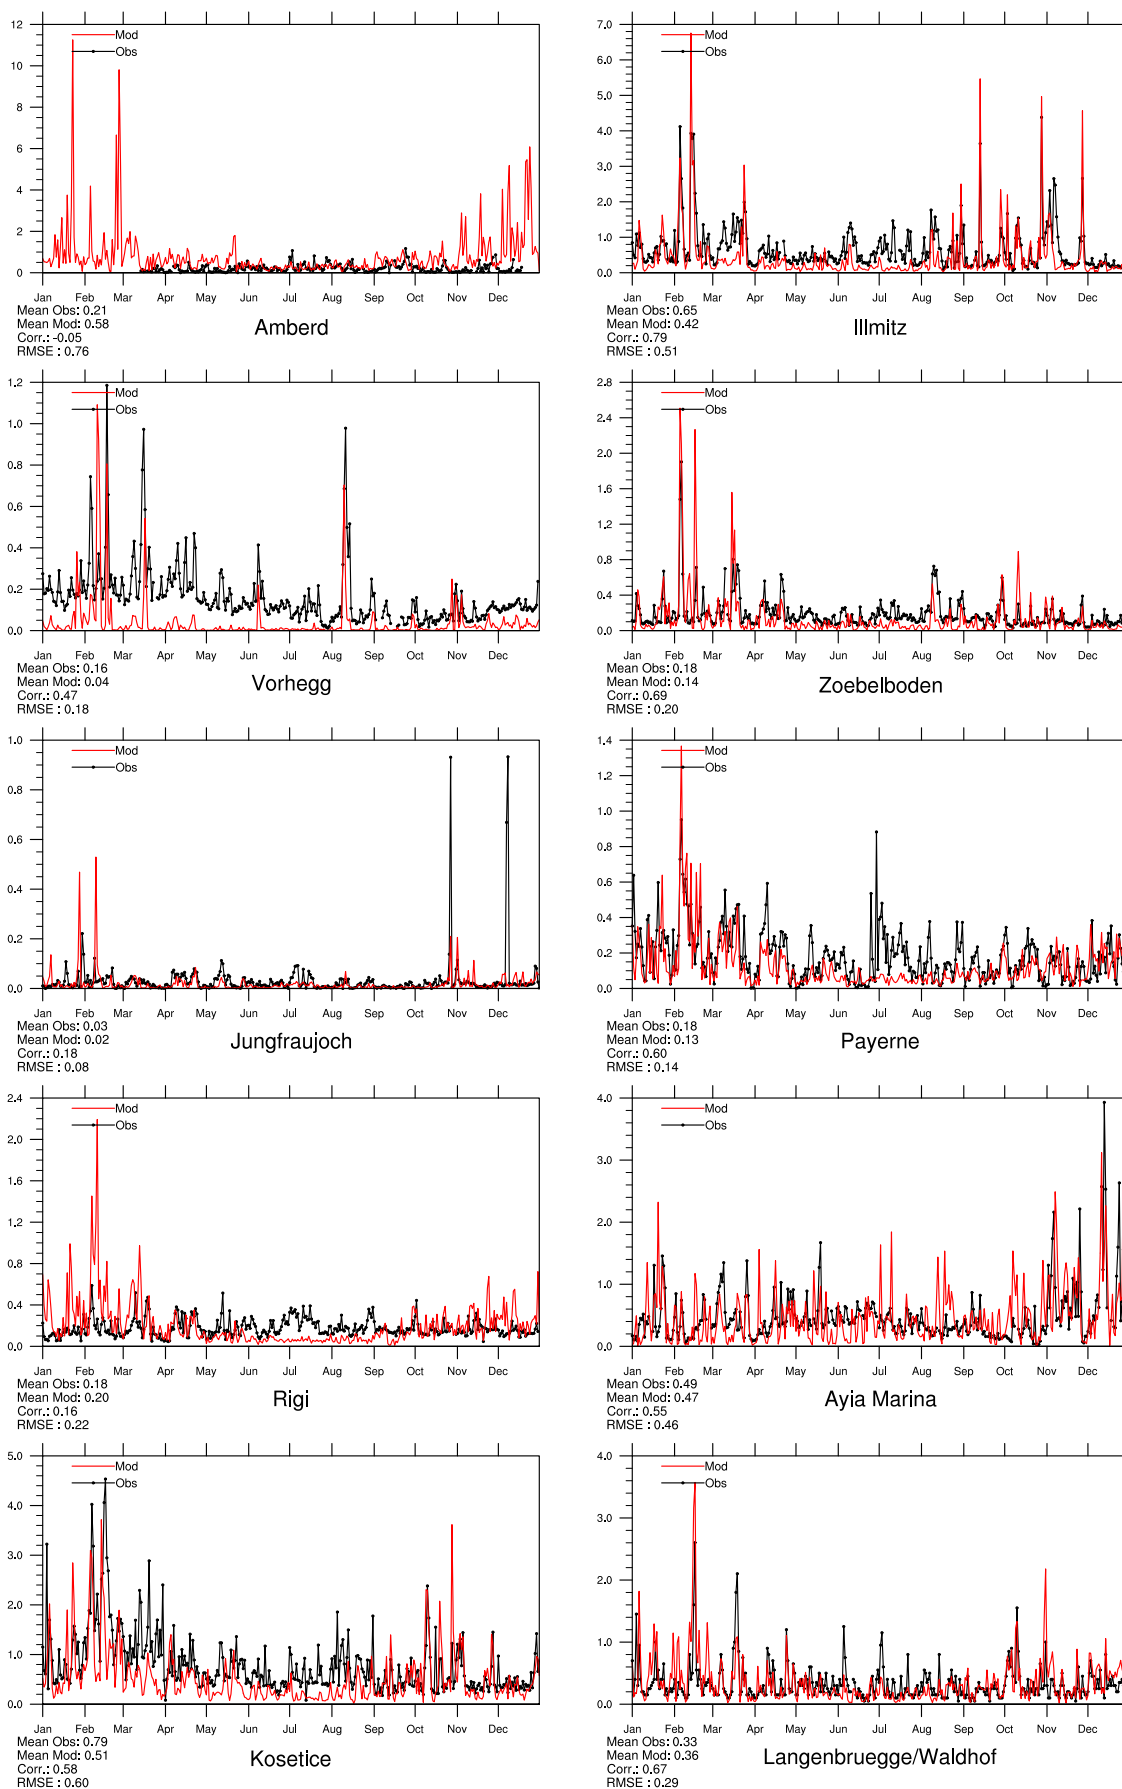 12
10
8
6
4
2
0
Mod
Obs
Jan Feb Mar Apr May Jun Jul Aug Sep Oct Nov Dec
Mean Obs: 0.21
Mean Mod: 0.58
Corr.: -0.05
RMSE : 0.76
Amberd
7.0
6.0
5.0
4.0
3.0
2.0
1.0
0.0
Mod
Obs
Jan Feb Mar Apr May Jun Jul Aug Sep Oct Nov Dec
Mean Obs: 0.65
Mean Mod: 0.42
Corr.: 0.79
RMSE : 0.51
Illmitz
1.2
1.0
0.8
0.6
0.4
0.2
0.0
Mod
Obs
Jan Feb Mar Apr May Jun Jul Aug Sep Oct Nov Dec
Mean Obs: 0.16
Mean Mod: 0.04
Corr.: 0.47
RMSE : 0.18
Vorhegg
2.8
2.4
2.0
1.6
1.2
0.8
0.4
0.0
Mod
Obs
Jan Feb Mar Apr May Jun Jul Aug Sep Oct Nov Dec
Mean Obs: 0.18
Mean Mod: 0.14
Corr.: 0.69
RMSE : 0.20
Zoebelboden
1.0
0.8
0.6
0.4
0.2
0.0
Mod
Obs
Jan Feb Mar Apr May Jun Jul Aug Sep Oct Nov Dec
Mean Obs: 0.03
Mean Mod: 0.02
Corr.: 0.18
RMSE : 0.08
Jungfraujoch
1.4
1.2
1.0
0.8
0.6
0.4
0.2
0.0
Mod
Obs
Jan Feb Mar Apr May Jun Jul Aug Sep Oct Nov Dec
Mean Obs: 0.18
Mean Mod: 0.13
Corr.: 0.60
RMSE : 0.14
Payerne
2.4
2.0
1.6
1.2
0.8
0.4
0.0
Mod
Obs
Jan Feb Mar Apr May Jun Jul Aug Sep Oct Nov Dec
Mean Obs: 0.18
Mean Mod: 0.20
Corr.: 0.16
RMSE : 0.22
Rigi
4.0
3.0
2.0
1.0
0.0
Mod
Obs
Jan Feb Mar Apr May Jun Jul Aug Sep Oct Nov Dec
Mean Obs: 0.49
Mean Mod: 0.47
Corr.: 0.55
RMSE : 0.46
Ayia Marina
5.0
4.0
3.0
2.0
1.0
0.0
Mod
Obs
Jan Feb Mar Apr May Jun Jul Aug Sep Oct Nov Dec
Mean Obs: 0.79
Mean Mod: 0.51
Corr.: 0.58
RMSE : 0.60
Kosetice
4.0
3.0
2.0
1.0
0.0
Mod
Obs
Jan Feb Mar Apr May Jun Jul Aug Sep Oct Nov Dec
Mean Obs: 0.33
Mean Mod: 0.36
Corr.: 0.67
RMSE : 0.29
Langenbruegge/Waldhof